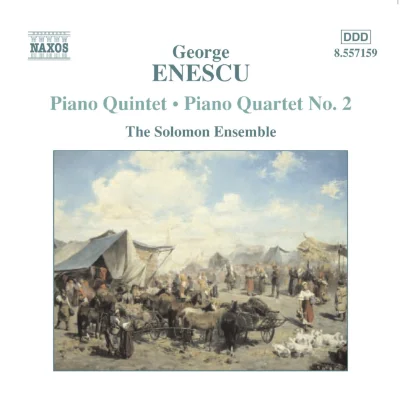 NAXOS
DDD
8.557159
George
ENESCU
Piano Quintet • Piano Quartet No. 2
The Solomon Ensemble